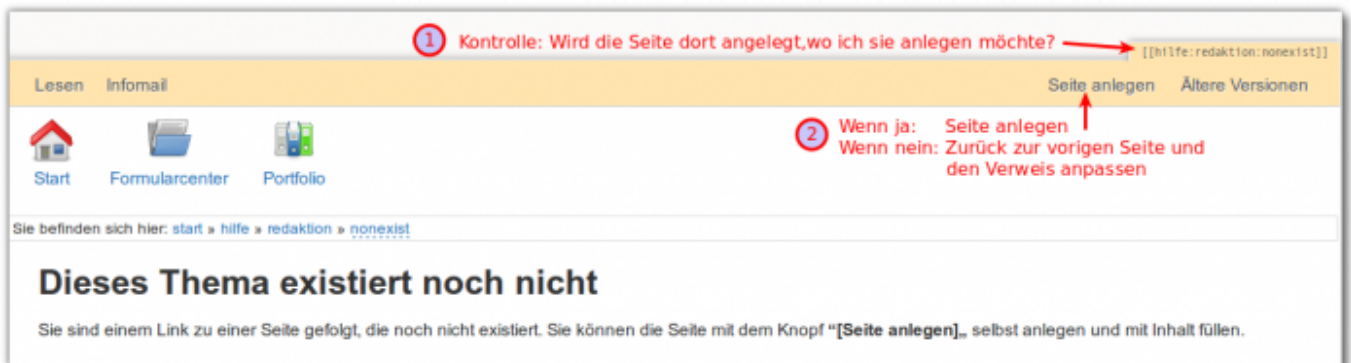 1 Kontrolle: Wird die Seite dort angelegt,wo ich sie anlegen möchte?
[[hilfe:redaktion:nonexist]]
Lesen Infomail Seite anlegen Ältere Versionen
2 Wenn ja: Seite anlegen
Wenn nein: Zurück zur vorigen Seite und
den Verweis anpassen
Start Formularcenter Portfolio
Sie befinden sich hier: start » hilfe » redaktion » nonexist
Dieses Thema existiert noch nicht
Sie sind einem Link zu einer Seite gefolgt, die noch nicht existiert. Sie können die Seite mit dem Knopf “[Seite anlegen]„ selbst anlegen und mit Inhalt füllen.